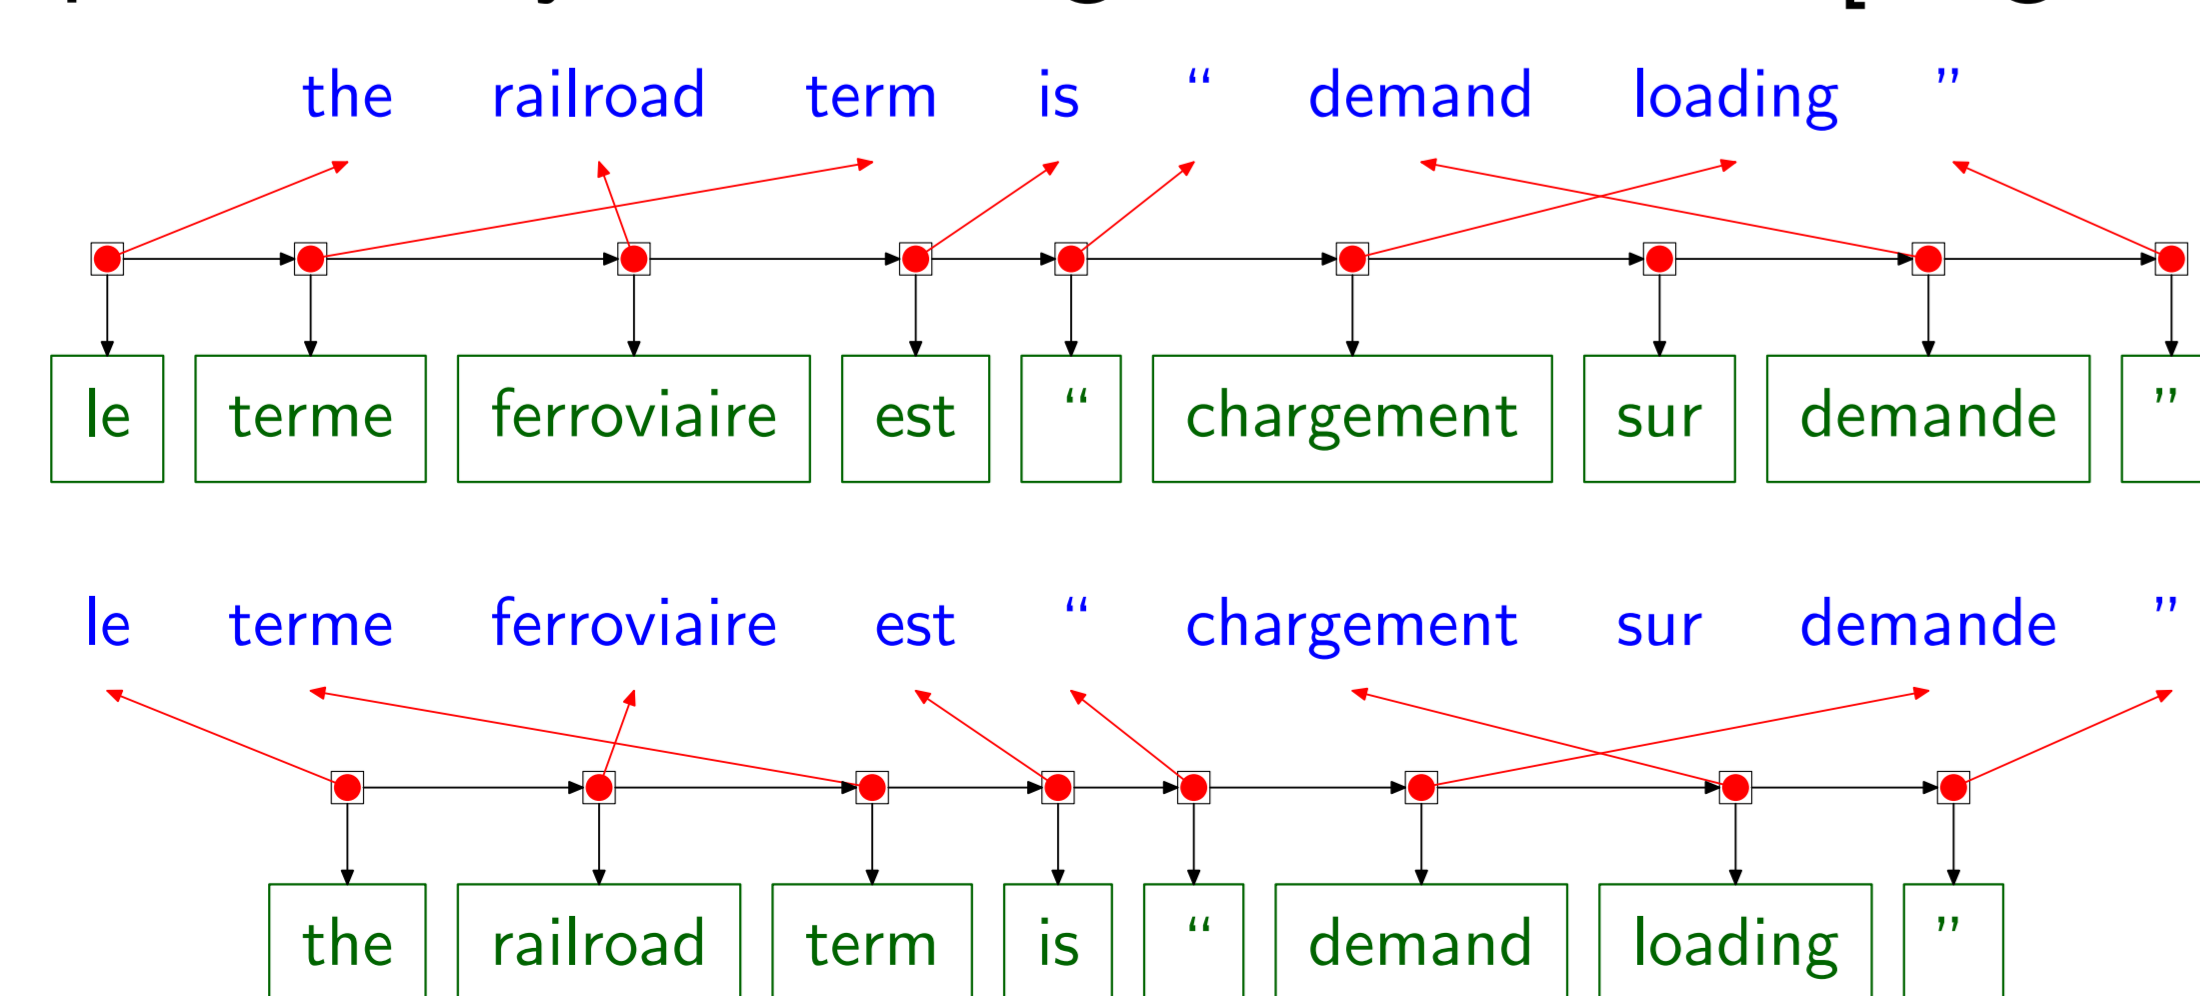 the railroad term is “ demand loading ”
le terme ferroviaire est “ chargement sur demande ”
le terme ferroviaire est “ chargement sur demande ”
the railroad term is “ demand loading ”